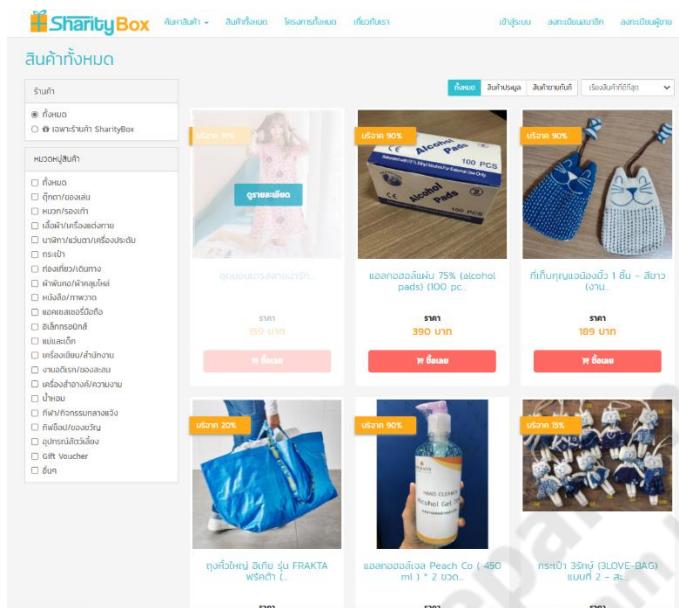 SharityBox
ค้นหาสินค้า
สินค้าทั้งหมด
โครงการทั้งหมด
เกี่ยวกับเรา
เข้าสู่ระบบ
ลงทะเบียนสมาชิก
ลงทะเบียนผู้ขาย
สินค้าทั้งหมด
ทั้งหมด
สินค้าประมูล
สินค้าขายทันที
เรียงสินค้าที่ดีที่สุด
ร้านค้า
ทั้งหมด
เฉพาะร้านค้า SharityBox
หมวดหมู่สินค้า
ทั้งหมด
ตุ๊กตา/ของเล่น
หมวก/รองเท้า
เสื้อผ้า/เครื่องแต่งกาย
นาฬิกา/แว่นตา/เครื่องประดับ
กระเป๋า
ท่องเที่ยว/เดินทาง
ผ้าพันคอ/ผ้าคลุมไหล่
หนังสือ/ภาพวาด
แอคเซสเซอรี่มือถือ
อิเล็กทรอนิกส์
แม่และเด็ก
เครื่องเขียน/สำนักงาน
งานอดิเรก/ของสะสม
เครื่องสำอางค์/ความงาม
น้ำหอม
กีฬา/กิจกรรมกลางแจ้ง
กิฟช็อป/ของขวัญ
อุปกรณ์สัตว์เลี้ยง
Gift Voucher
อื่นๆ
ดูรายละเอียด
ราคา
159 บาท
ซื้อเลย
บริจาค 90%
Alcohol Pads
100 PCS
แอลกอฮอล์แผ่น 75% (alcohol
pads) (100 pc..
ราคา
390 บาท
ซื้อเลย
บริจาค 90%
ที่เก็บกุญแจน้องมิ้ว 1 ชิ้น - สีขาว
(งาน..
ราคา
189 บาท
ซื้อเลย
บริจาค 20%
ถุงหิ้วใหญ่ อิเกีย รุ่น FRAKTA
ฟรัคต้า (..
ราคา
บริจาค 90%
HAND CLEANER
Alcohol Gel
แอลกอฮอล์เจล Peach Co ( 450
ml ) * 2 ขวด..
ราคา
บริจาค 15%
กระเป๋า 3รักษ์ (3LOVE-BAG)
แบบที่ 2 - สะ..
ราคา